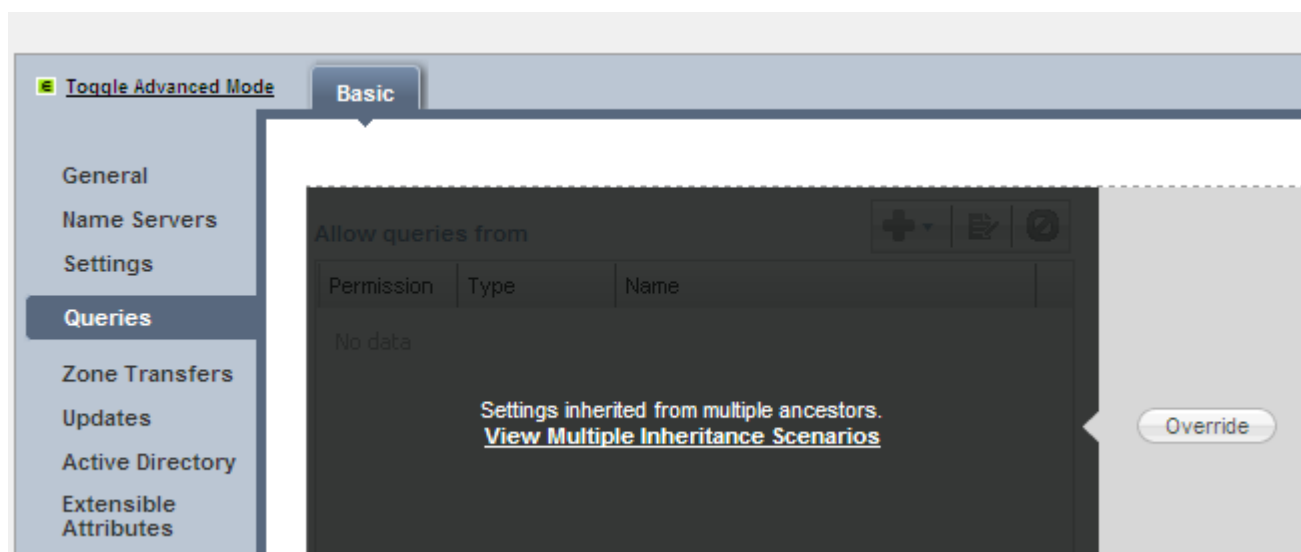 Toggle Advanced Mode
Basic
General
Name Servers
Settings
Queries
Zone Transfers
Updates
Active Directory
Extensible
Attributes
Allow queries from
Permission Type Name
No data
Settings inherited from multiple ancestors.
View Multiple Inheritance Scenarios
Override